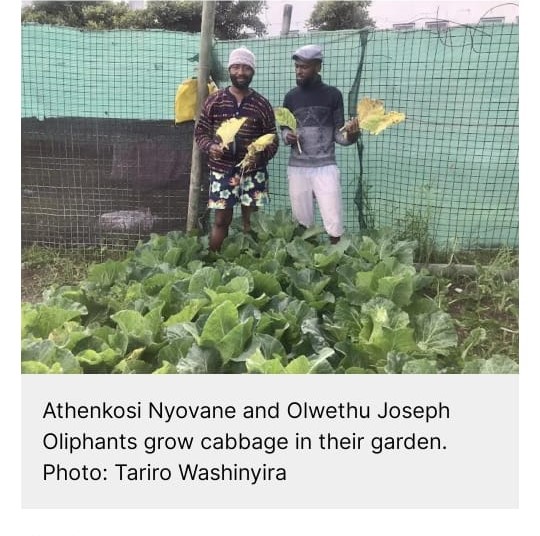 Athenkosi Nyovane and Olwethu Joseph
Oliphants grow cabbage in their garden.
Photo: Tariro Washinyira